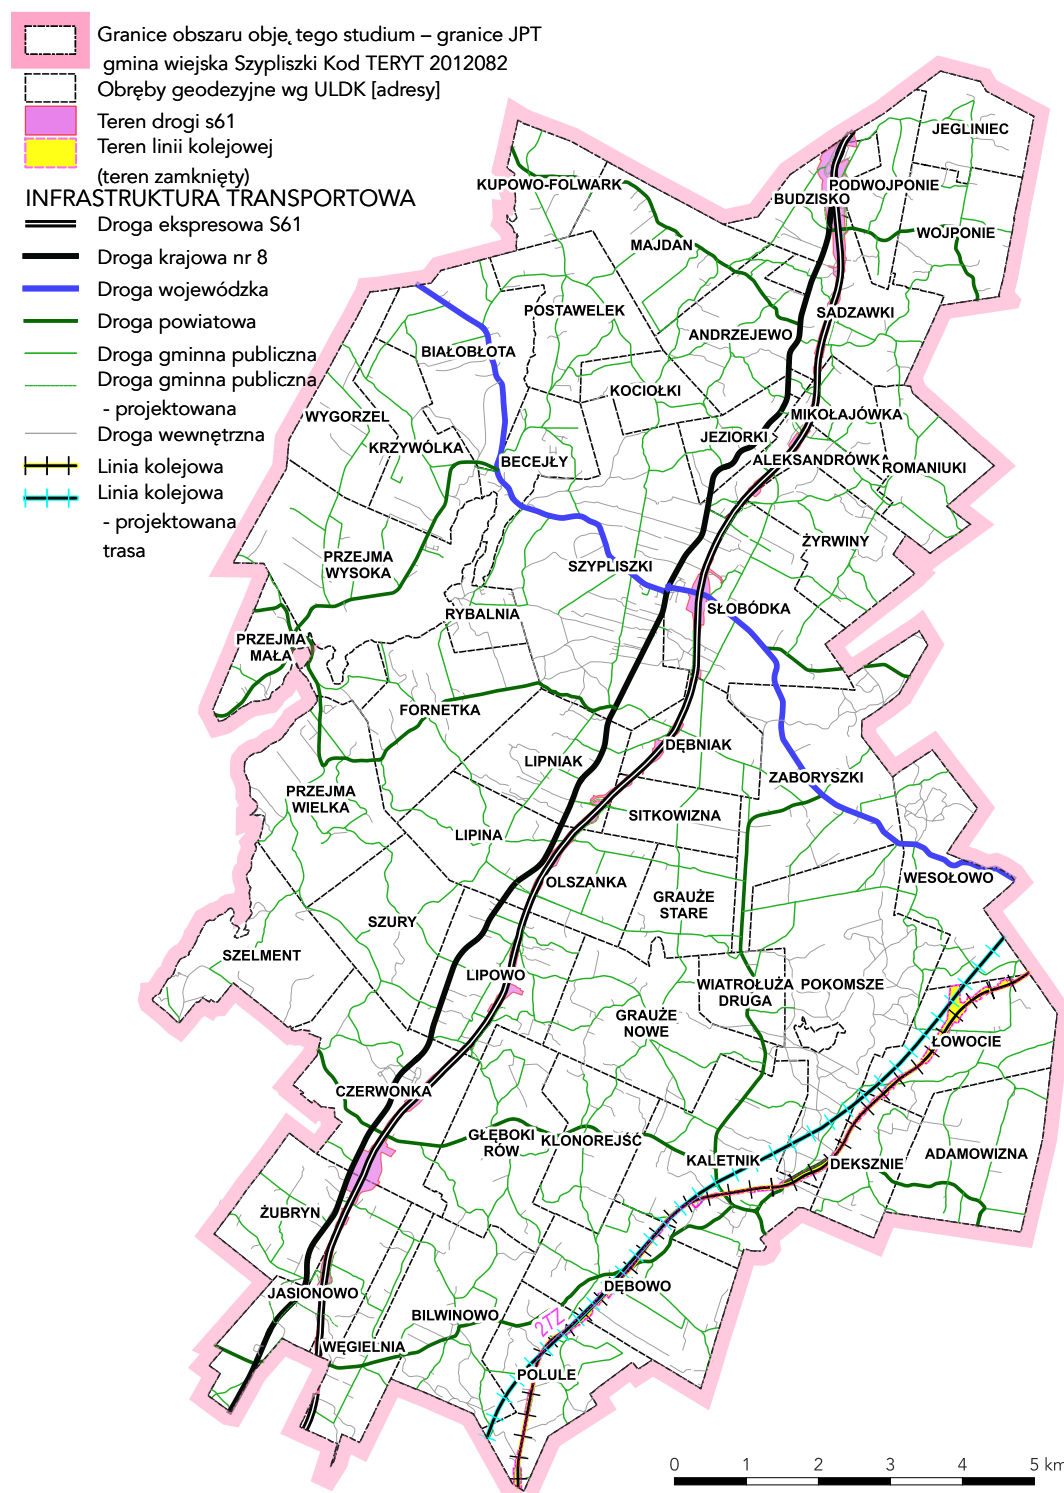 Granice obszaru objętego studium – granice JPT
gmina wiejska Szypliszki Kod TERYT 2012082
Obręby geodezyjne wg ULDK [adresy]
Teren drogi s61
Teren linii kolejowej
(teren zamknięty)
INFRASTRUKTURA TRANSPORTOWA
Droga ekspresowa S61
Droga krajowa nr 8
Droga wojewódzka
Droga powiatowa
Droga gminna publiczna
Droga gminna publiczna
- projektowana
Droga wewnętrzna
Linia kolejowa
Linia kolejowa
- projektowana
trasa
JEGLINIEC
KUPOWO-FOLWARK
PODWOJPONIE
BUDZISKO
WOJPONIE
MAJDAN
POSTAWELEK
SADZAWKI
ANDRZEJEWO
BIAŁOBŁOTA
KOCIOŁKI
WYGORZEL
MIKOŁAJÓWKA
JEZIORKI
KRZYWÓLKA
BECEJŁY
ALEKSANDRÓWKA
ROMANIUKI
ŻYRWINY
PRZEJMA
WYSOKA
SZYPLISZKI
RYBALNIA
SŁOBÓDKA
PRZEJMA
MAŁA
FORNETKA
DĘBNIAK
LIPNIAK
ZABORYSZKI
PRZEJMA
WIELKA
SITKOWIZNA
LIPINA
OLSZANKA
WESOŁOWO
GRAUŻE
STARE
SZURY
SZELMENT
LIPOWO
WIATROŁUŻA
DRUGA
POKOMSZE
GRAUŻE
NOWE
ŁOWOCIE
CZERWONKA
GŁĘBOKI
RÓW
KLONOREJŚĆ
KALETNIK
DEKSZNIE
ADAMOWIZNA
ŻUBRYN
DĘBOWO
JASIONOWO
BILWINOWO
2TZ
WĘGIELNIA
POLULE
0 1 2 3 4 5 km